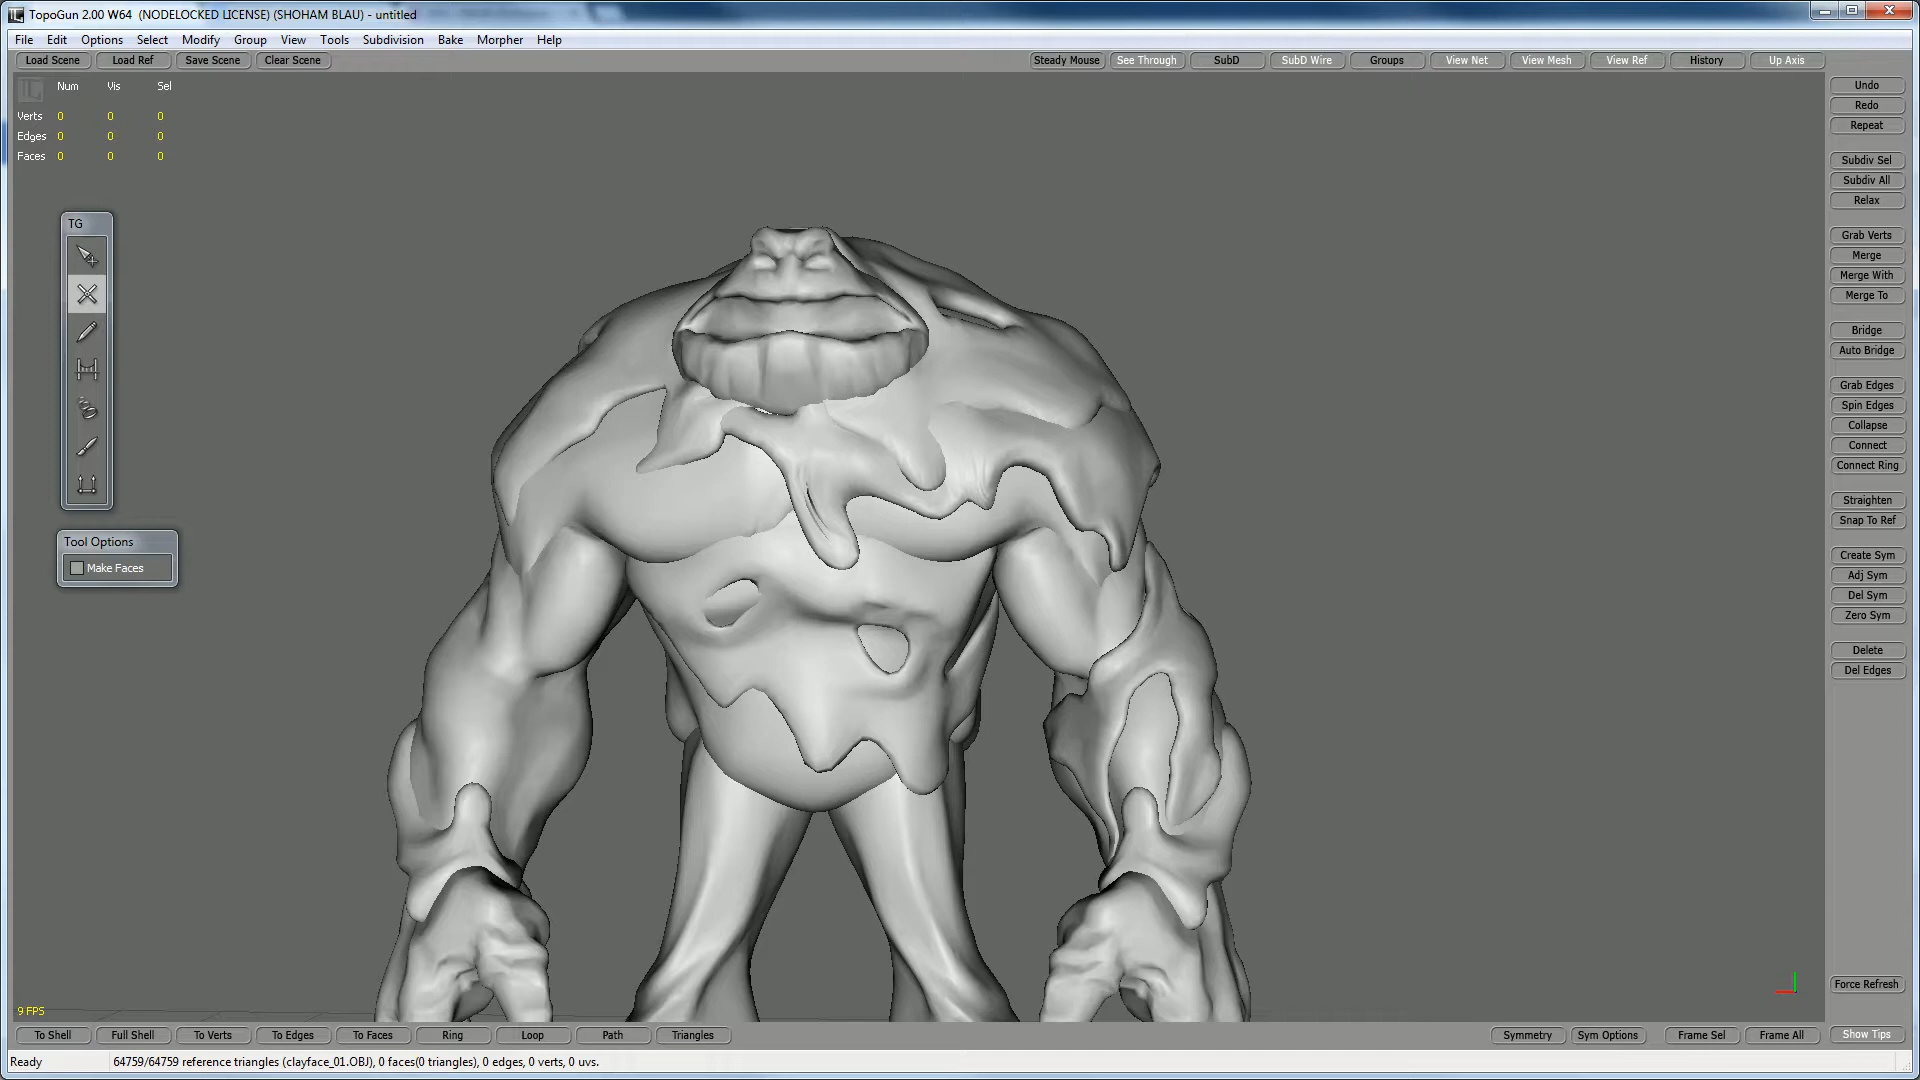 TopoGun 2.00 W64 (NODELOCKED LICENSE) (SHOHAM BLAU) - untitled
File Edit Options Select Modify Group View Tools Subdivision Bake Morpher Help
Load Scene Load Ref Save Scene Clear Scene Steady Mouse See Through SubD SubD Wire Groups View Net View Mesh View Ref History Up Axis
Num Vis Sel
Verts 0 0 0
Edges 0 0 0
Faces 0 0 0
TG
Tool Options
Make Faces
Undo
Redo
Repeat
Subdiv Sel
Subdiv All
Relax
Grab Verts
Merge
Merge With
Merge To
Bridge
Auto Bridge
Grab Edges
Spin Edges
Collapse
Connect
Connect Ring
Straighten
Snap To Ref
Create Sym
Adj Sym
Del Sym
Zero Sym
Delete
Del Edges
Force Refresh
9 FPS
To Shell Full Shell To Verts To Edges To Faces Ring Loop Path Triangles Symmetry Sym Options Frame Sel Frame All Show Tips
Ready 64759/64759 reference triangles (clayface_01.OBJ), 0 faces(0 triangles), 0 edges, 0 verts, 0 uvs.